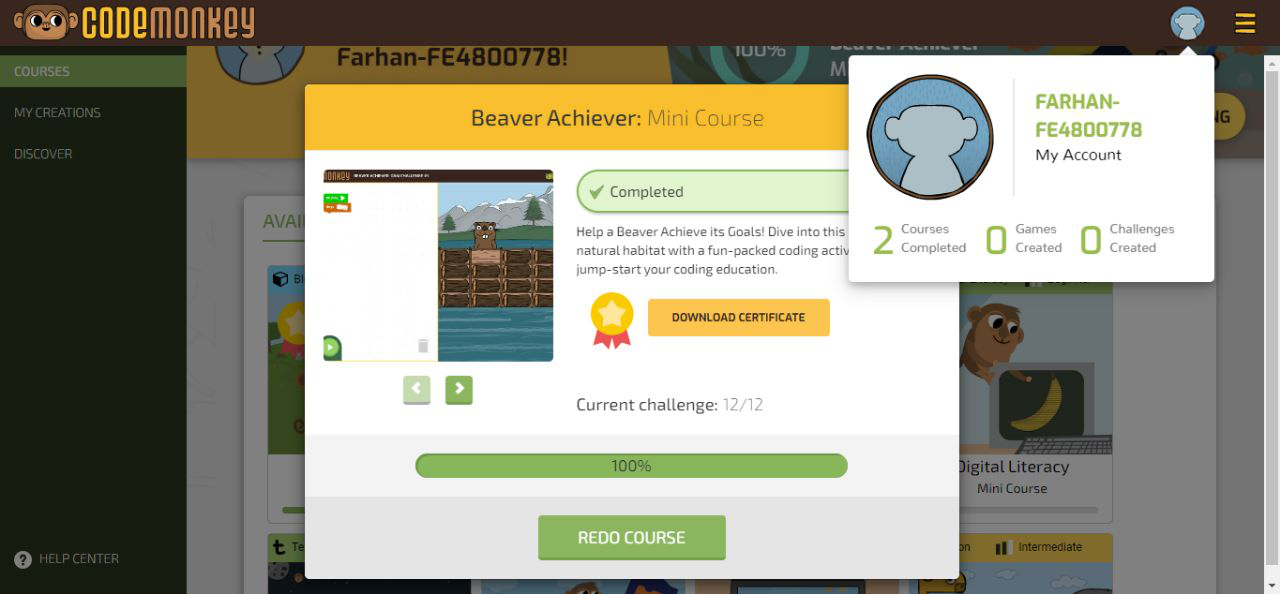 CODEMONKEY
COURSES
MY CREATIONS
DISCOVER
HELP CENTER
Farhan-FE4800778!
100%
Beaver Achiever
NG
Beaver Achiever: Mini Course
Completed
Help a Beaver Achieve its Goals! Dive into this
natural habitat with a fun-packed coding activ
jump-start your coding education.
DOWNLOAD CERTIFICATE
Current challenge: 12/12
100%
REDO COURSE
FARHAN-
FE4800778
My Account
2 Courses Completed
0 Games Created
0 Challenges Created
AVAI
Digital Literacy
Mini Course
Te
on
Intermediate